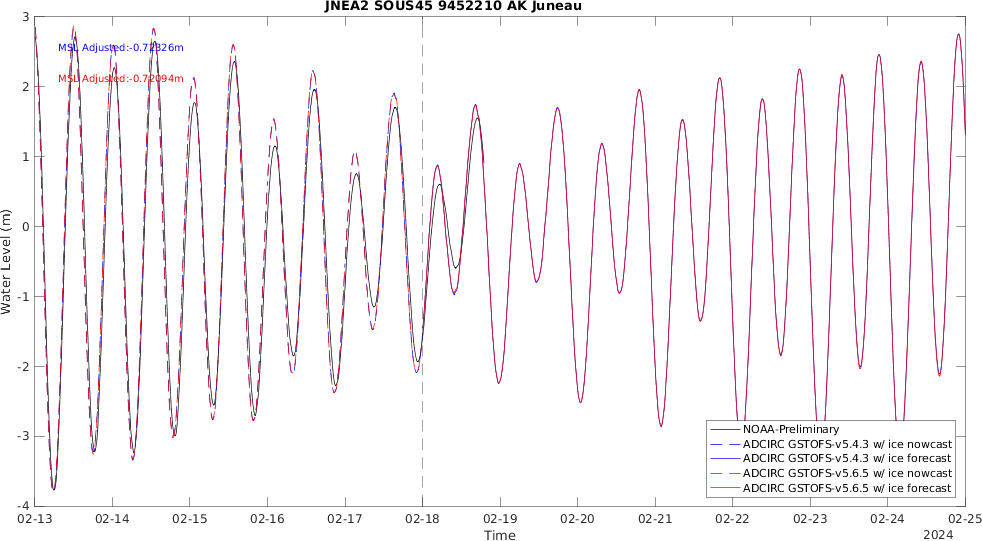 JNEA2 SOUS45 9452210 AK Juneau
MSL Adjusted:-0.72326m
MSL Adjusted:-0.72094m
3
2
1
0
-1
-2
-3
-4
Water Level (m)
NOAA-Preliminary
ADCIRC GSTOFS-v5.4.3 w/ ice nowcast
ADCIRC GSTOFS-v5.4.3 w/ ice forecast
ADCIRC GSTOFS-v5.6.5 w/ ice nowcast
ADCIRC GSTOFS-v5.6.5 w/ ice forecast
02-13 02-14 02-15 02-16 02-17 02-18 02-19 02-20 02-21 02-22 02-23 02-24 02-25
Time
2024